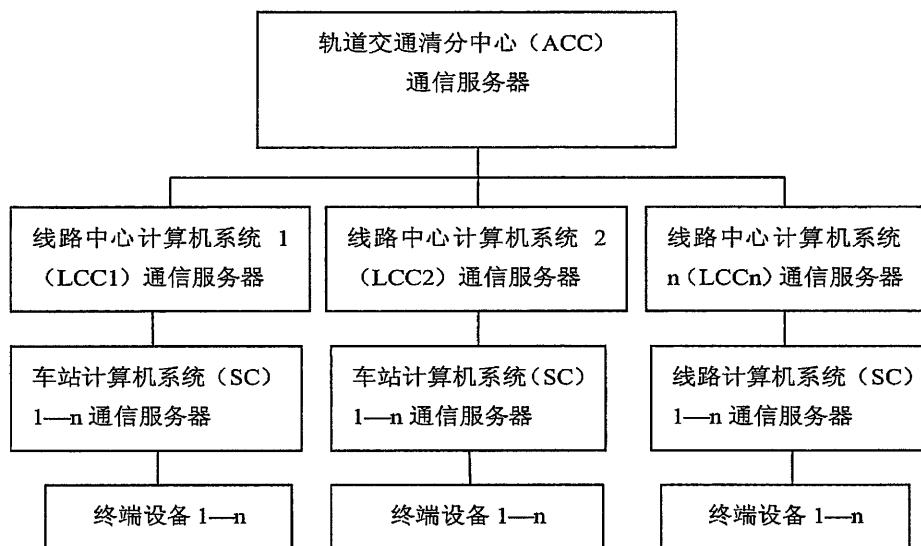 轨道交通清分中心（ACC）
通信服务器
线路中心计算机系统 1
（LCC1）通信服务器
线路中心计算机系统 2
（LCC2）通信服务器
线路中心计算机系统
n（LCCn）通信服务器
车站计算机系统（SC）
1—n 通信服务器
车站计算机系统（SC）
1—n 通信服务器
线路计算机系统（SC）
1—n 通信服务器
终端设备 1—n
终端设备 1—n
终端设备 1—n